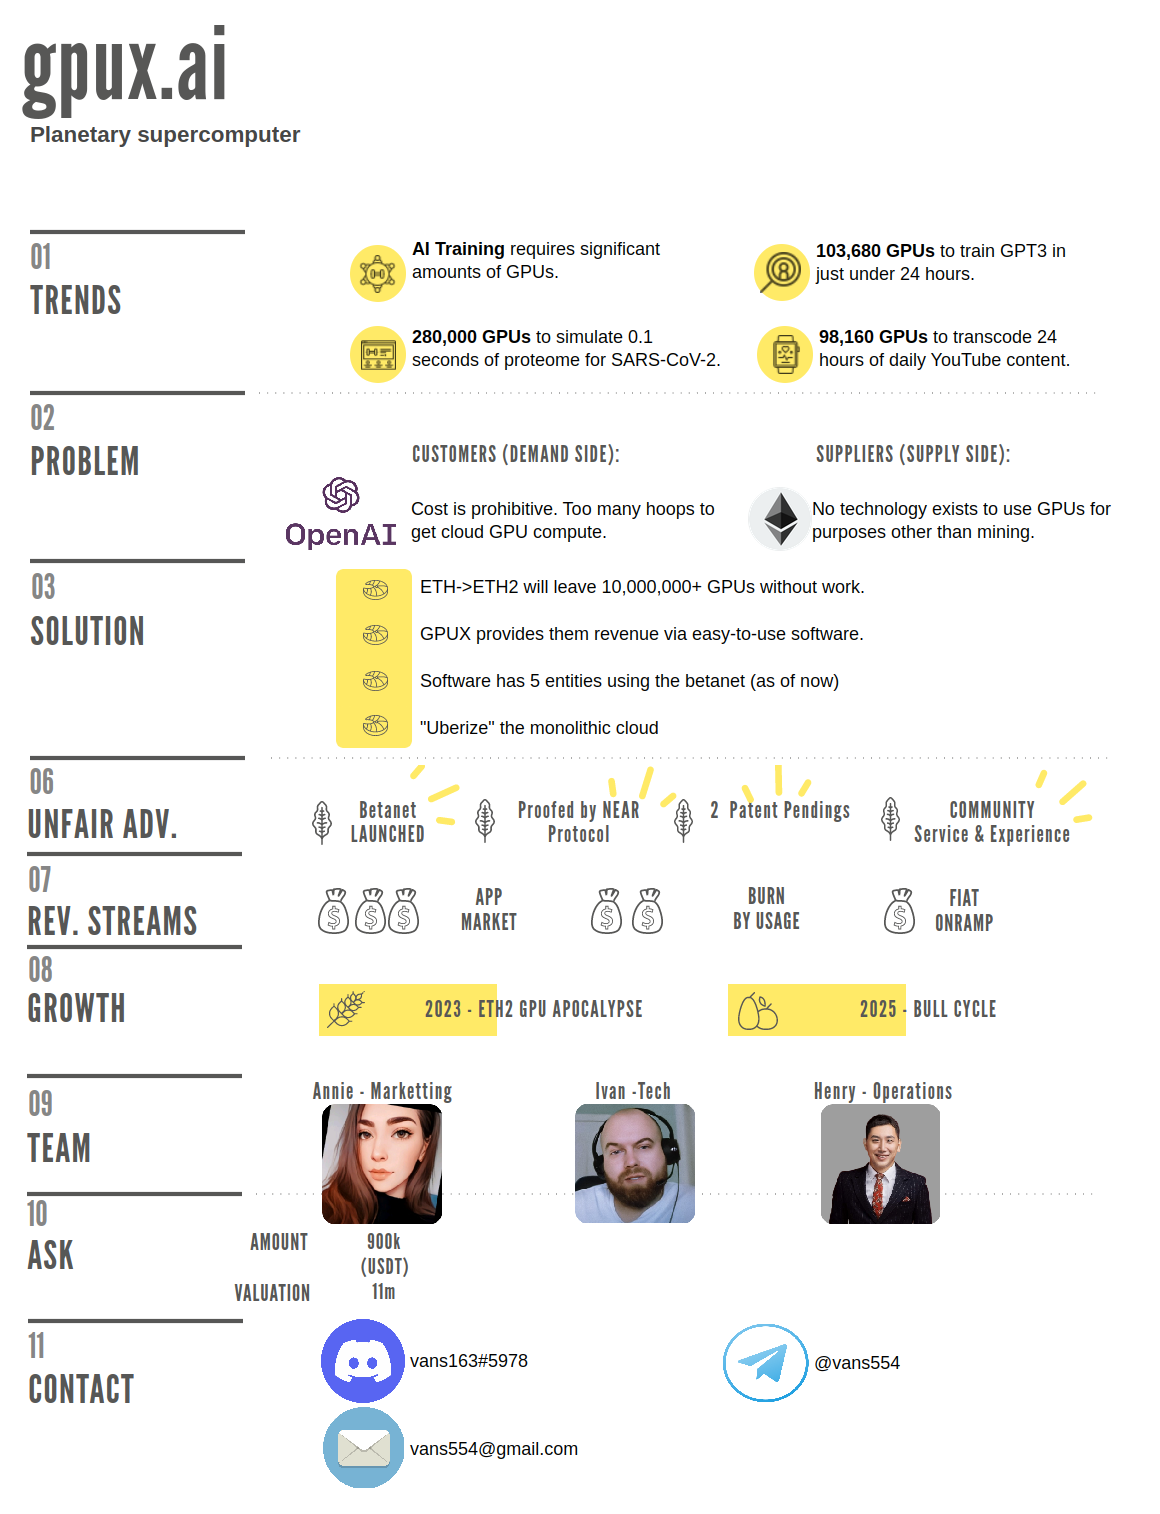 gpux.ai
Planetary supercomputer
01
TRENDS
AI Training requires significant
amounts of GPUs.
103,680 GPUs to train GPT3 in
just under 24 hours.
280,000 GPUs to simulate 0.1
seconds of proteome for SARS-CoV-2.
98,160 GPUs to transcode 24
hours of daily YouTube content.
02
PROBLEM
CUSTOMERS (DEMAND SIDE):
OpenAI
Cost is prohibitive. Too many hoops to
get cloud GPU compute.
SUPPLIERS (SUPPLY SIDE):
No technology exists to use GPUs for
purposes other than mining.
03
SOLUTION
ETH->ETH2 will leave 10,000,000+ GPUs without work.
GPUX provides them revenue via easy-to-use software.
Software has 5 entities using the betanet (as of now)
"Uberize" the monolithic cloud
06
UNFAIR ADV.
Betanet
LAUNCHED
Proofed by NEAR
Protocol
2 Patent Pendings
COMMUNITY
Service & Experience
07
REV. STREAMS
$ $ $
APP
MARKET
$ $
BURN
BY USAGE
$
FIAT
ONRAMP
08
GROWTH
2023 - ETH2 GPU APOCALYPSE
2025 - BULL CYCLE
09
TEAM
Annie - Marketting
Ivan -Tech
Henry - Operations
10
ASK
AMOUNT
900k
(USDT)
VALUATION
11m
11
CONTACT
vans163#5978
@vans554
vans554@gmail.com